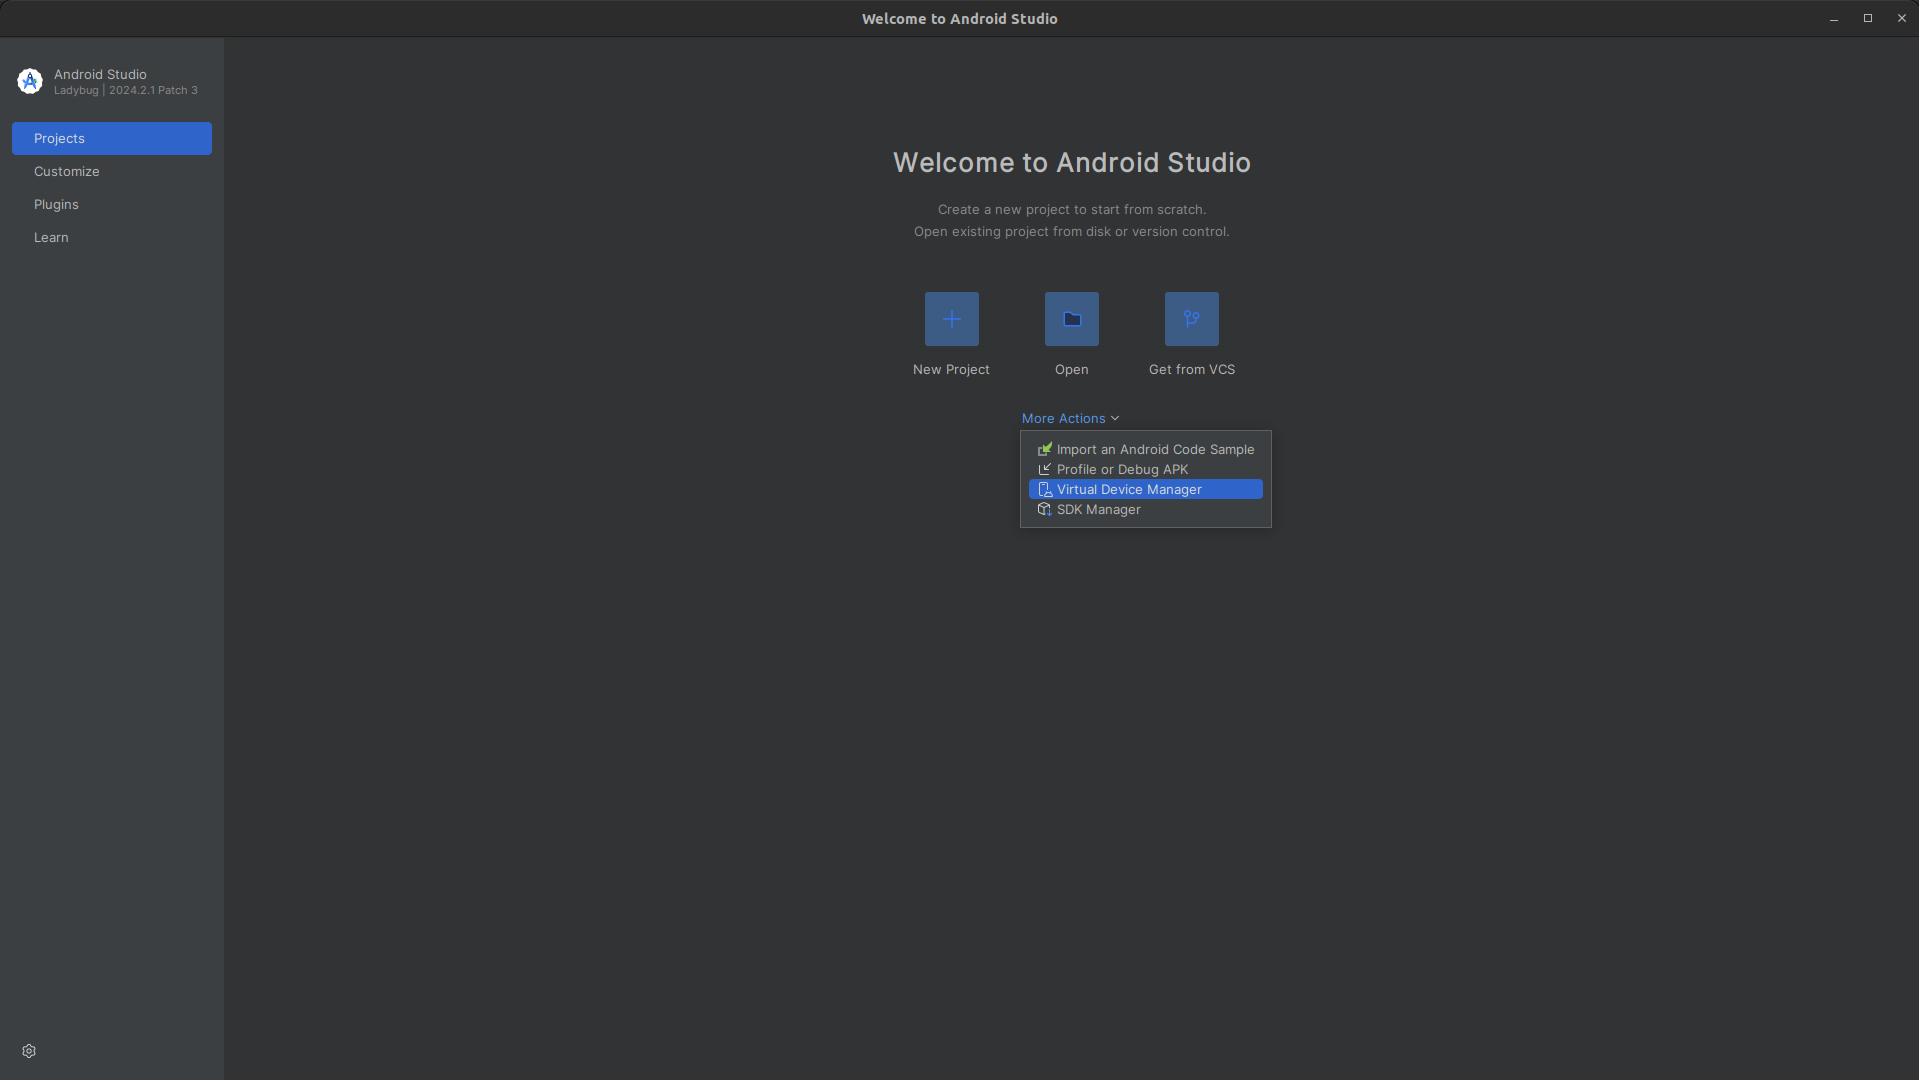 Welcome to Android Studio
Android Studio
Ladybug | 2024.2.1 Patch 3
Projects
Customize
Plugins
Learn
Welcome to Android Studio
Create a new project to start from scratch.
Open existing project from disk or version control.
New Project
Open
Get from VCS
More Actions
Import an Android Code Sample
Profile or Debug APK
Virtual Device Manager
SDK Manager